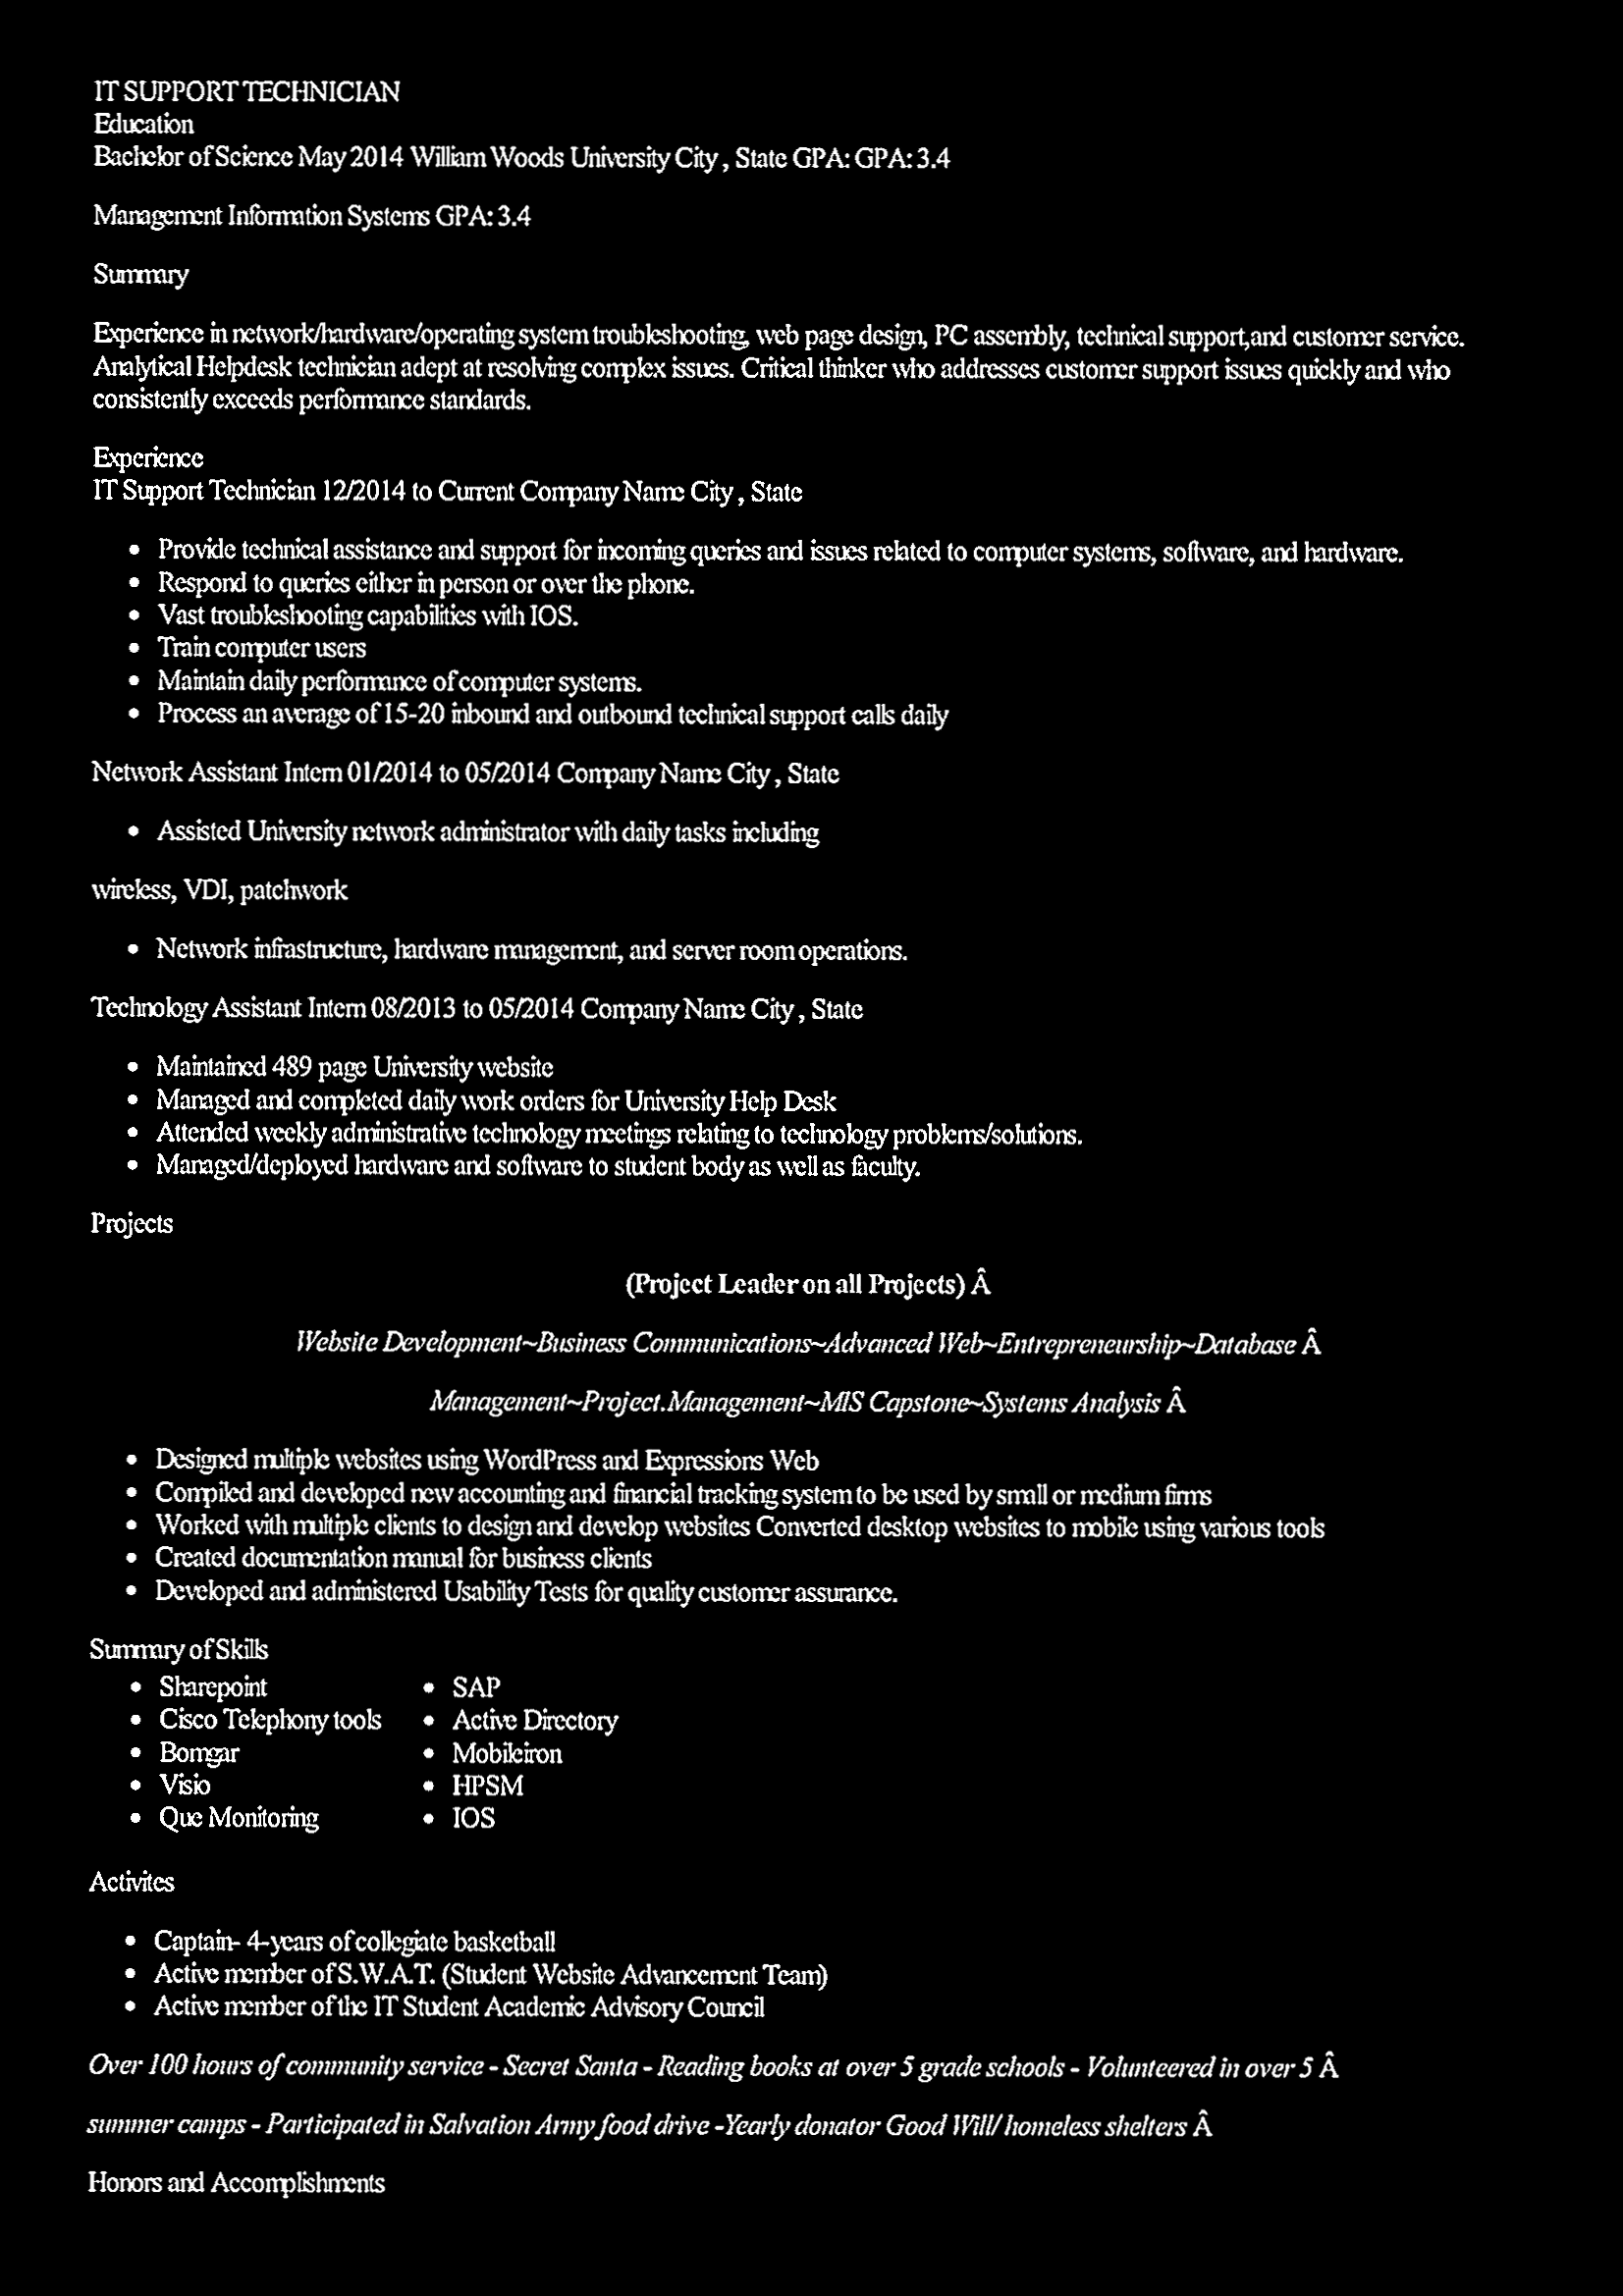 IT SUPPORT TECHNICIAN
Education
Bachelor of Science May 2014 William Woods University City , State GPA: GPA: 3.4
Management Information Systems GPA: 3.4
Summary
Experience in network/hardware/operating system troubleshooting, web page design, PC assembly, technical support,and customer service.
Analytical Helpdesk technician adept at resolving complex issues. Critical thinker who addresses customer support issues quickly and who
consistently exceeds performance standards.
Experience
IT Support Technician 12/2014 to Current Company Name City , State
• Provide technical assistance and support for incoming queries and issues related to computer systems, software, and hardware.
• Respond to queries either in person or over the phone.
• Vast troubleshooting capabilities with IOS.
• Train computer users
• Maintain daily performance of computer systems.
• Process an average of 15-20 inbound and outbound technical support calls daily
Network Assistant Intern 01/2014 to 05/2014 Company Name City , State
• Assisted University network administrator with daily tasks including
wireless, VDI, patchwork
• Network infrastructure, hardware management, and server room operations.
Technology Assistant Intern 08/2013 to 05/2014 Company Name City , State
• Maintained 489 page University website
• Managed and completed daily work orders for University Help Desk
• Attended weekly administrative technology meetings relating to technology problems/solutions.
• Managed/deployed hardware and software to student body as well as faculty.
Projects
(Project Leader on all Projects) Â
Website Development~Business Communications~Advanced Web~Entrepreneurship~Database Â
Management~Project.Management~MIS Capstone~Systems Analysis Â
• Designed multiple websites using WordPress and Expressions Web
• Compiled and developed new accounting and financial tracking system to be used by small or medium firms
• Worked with multiple clients to design and develop websites Converted desktop websites to mobile using various tools
• Created documentation manual for business clients
• Developed and administered Usability Tests for quality customer assurance.
Summary of Skills
• Sharepoint • SAP
• Cisco Telephony tools • Active Directory
• Bomgar • Mobileiron
• Visio • HPSM
• Que Monitoring • IOS
Activites
• Captain- 4-years of collegiate basketball
• Active member of S.W.A.T. (Student Website Advancement Team)
• Active member of the IT Student Academic Advisory Council
Over 100 hours of community service - Secret Santa - Reading books at over 5 grade schools - Volunteered in over 5 Â
summer camps - Participated in Salvation Army food drive -Yearly donator Good Will/ homeless shelters Â
Honors and Accomplishments